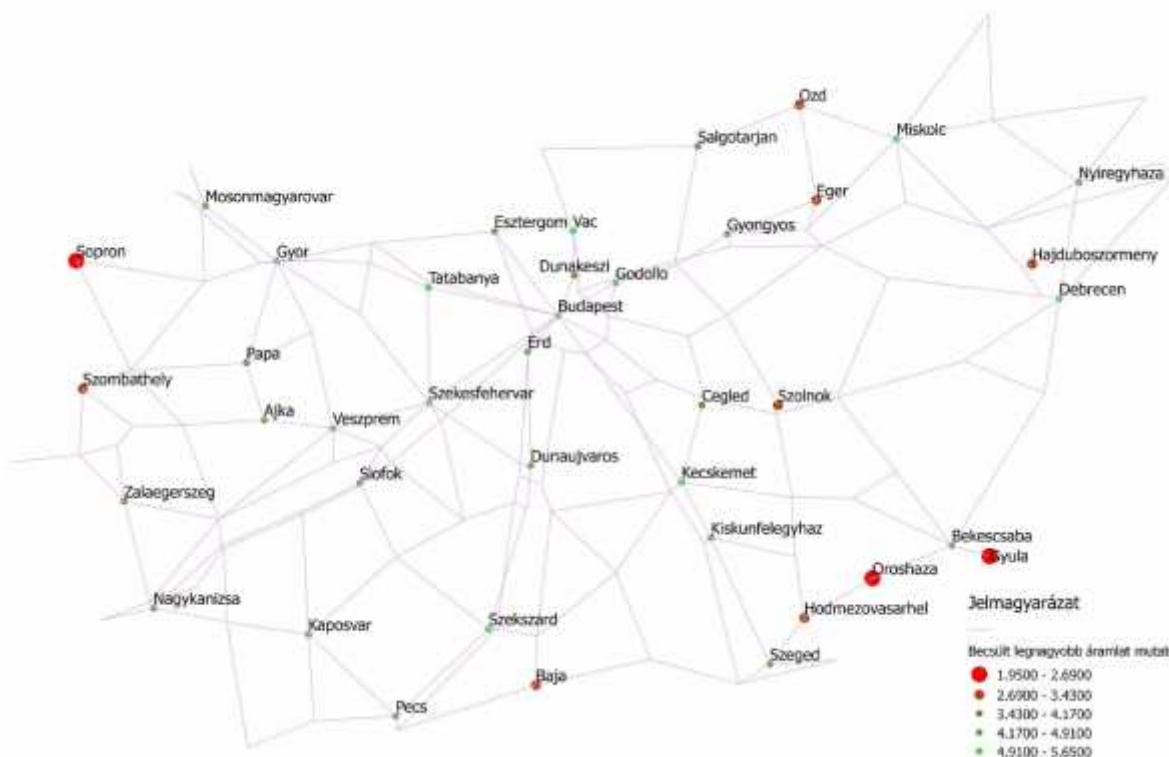 Ozd
Salgotarjan
Miskolc
Nyiregyhaza
Mosonmagyarovar
Eger
Esztergom
Vac
Gyongyos
Sopron
Gyor
Hajduboszormeny
Dunakeszi
Godollo
Tatabanya
Debrecen
Budapest
Erd
Papa
Szombathely
Szekesfehervar
Cegled
Szolnok
Ajka
Veszprem
Dunaujvaros
Siofok
Kecskemet
Zalaegerszeg
Kiskunfelegyhaz
Bekescsaba
Gyula
Oroshaza
Nagykanizsa
Hodmezovasarhel
Kaposvar
Szekszard
Szeged
Baja
Pecs
Jelmagyarázat
Becsült legnagyobb áramlat mutat
1.9500 - 2.6900
2.6900 - 3.4300
3.4300 - 4.1700
4.1700 - 4.9100
4.9100 - 5.6500